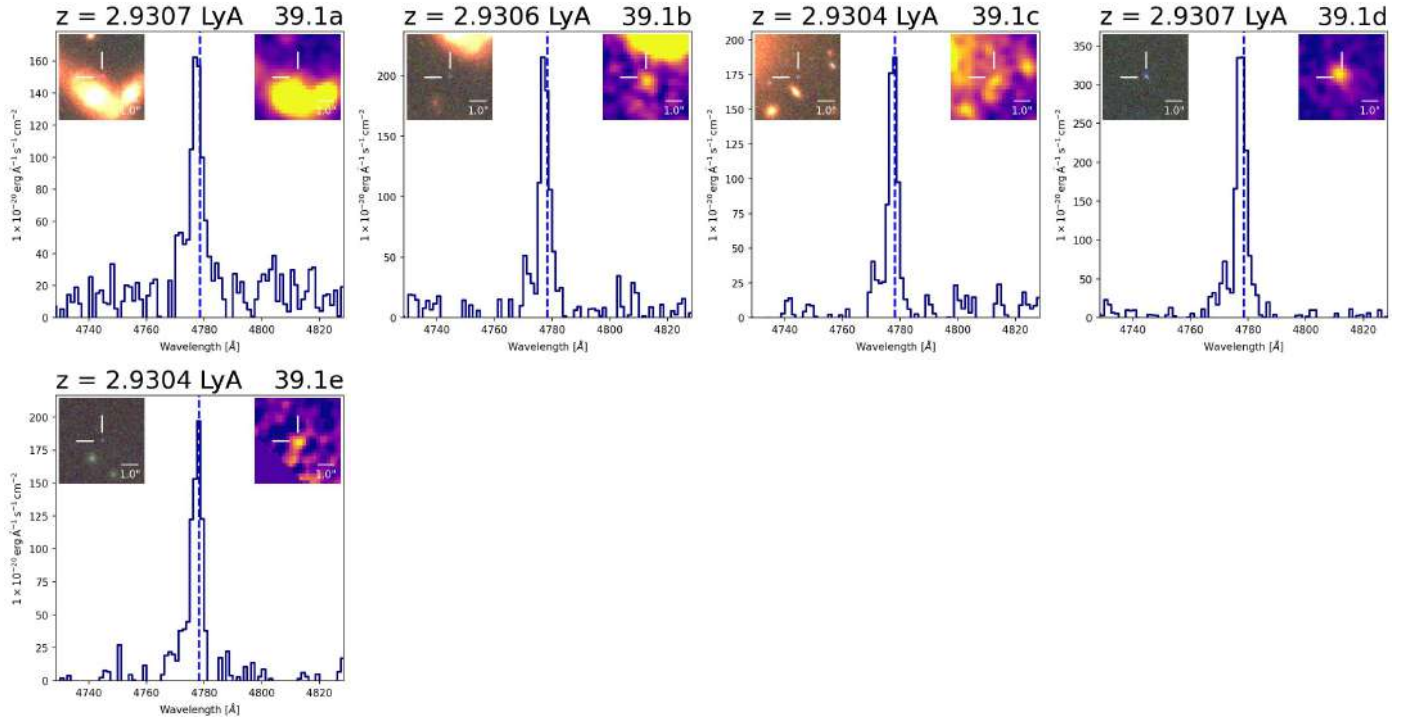 z = 2.9307 LyA 39.1a
z = 2.9306 LyA 39.1b
z = 2.9304 LyA 39.1c
z = 2.9307 LyA 39.1d
1.0" 1.0"
1.0" 1.0"
1.0" 1.0"
1.0" 1.0"
160
140
120
100
80
60
40
20
0
1 × 10⁻²⁰ erg Å⁻¹ s⁻¹ cm⁻²
4740 4760 4780 4800 4820
Wavelength [Å]
200
150
100
50
0
1 × 10⁻²⁰ erg Å⁻¹ s⁻¹ cm⁻²
4740 4760 4780 4800 4820
Wavelength [Å]
200
175
150
125
100
75
50
25
0
1 × 10⁻²⁰ erg Å⁻¹ s⁻¹ cm⁻²
4740 4760 4780 4800 4820
Wavelength [Å]
350
300
250
200
150
100
50
0
1 × 10⁻²⁰ erg Å⁻¹ s⁻¹ cm⁻²
4740 4760 4780 4800 4820
Wavelength [Å]
z = 2.9304 LyA 39.1e
1.0" 1.0"
200
175
150
125
100
75
50
25
0
1 × 10⁻²⁰ erg Å⁻¹ s⁻¹ cm⁻²
4740 4760 4780 4800 4820
Wavelength [Å]